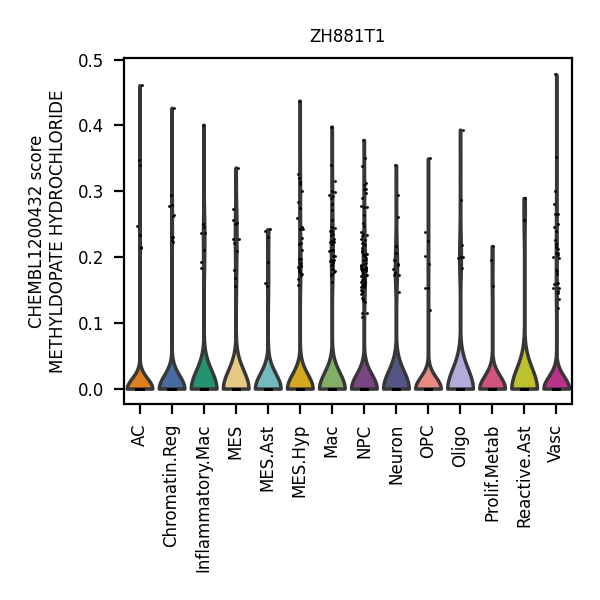 ZH881T1
CHEMBL1200432 score
METHYLDOPATE HYDROCHLORIDE
0.5
0.4
0.3
0.2
0.1
0.0
AC
Chromatin.Reg
Inflammatory.Mac
MES
MES.Ast
MES.Hyp
Mac
NPC
Neuron
OPC
Oligo
Prolif.Metab
Reactive.Ast
Vasc